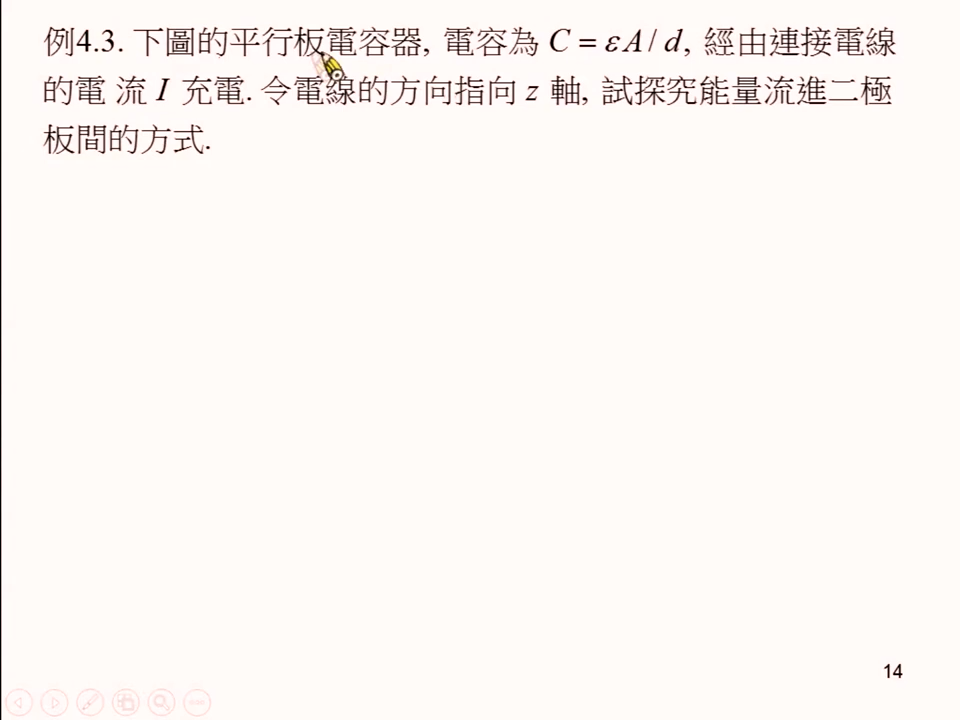 例4.3. 下圖的平行板電容器, 電容為 C = εA / d, 經由連接電線
的電 流 I 充電. 令電線的方向指向 z 軸, 試探究能量流進二極
板間的方式.
14